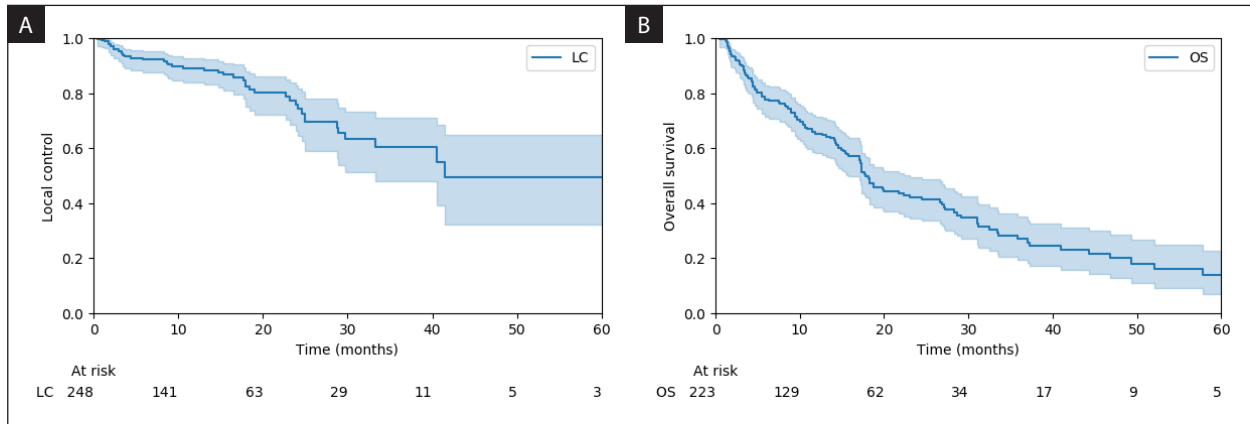 A
1.0
0.8
0.6
0.4
0.2
0.0
Local control
LC
0 10 20 30 40 50 60
Time (months)
At risk
LC 248 141 63 29 11 5 3
B
1.0
0.8
0.6
0.4
0.2
0.0
Overall survival
OS
0 10 20 30 40 50 60
Time (months)
At risk
OS 223 129 62 34 17 9 5